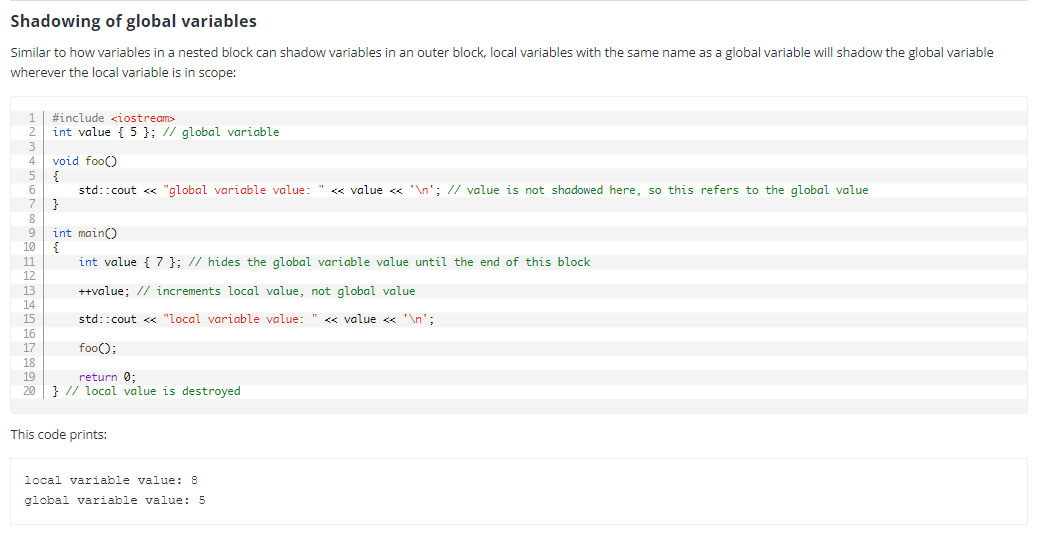 Shadowing of global variables
Similar to how variables in a nested block can shadow variables in an outer block, local variables with the same name as a global variable will shadow the global variable
wherever the local variable is in scope:
1 #include <iostream>
2 int value { 5 }; // global variable
3
4 void foo()
5 {
6     std::cout << "global variable value: " << value << '\n'; // value is not shadowed here, so this refers to the global value
7 }
8
9 int main()
10 {
11     int value { 7 }; // hides the global variable value until the end of this block
12
13     ++value; // increments local value, not global value
14
15     std::cout << "local variable value: " << value << '\n';
16
17     foo();
18
19     return 0;
20 } // local value is destroyed
This code prints:
local variable value: 8
global variable value: 5